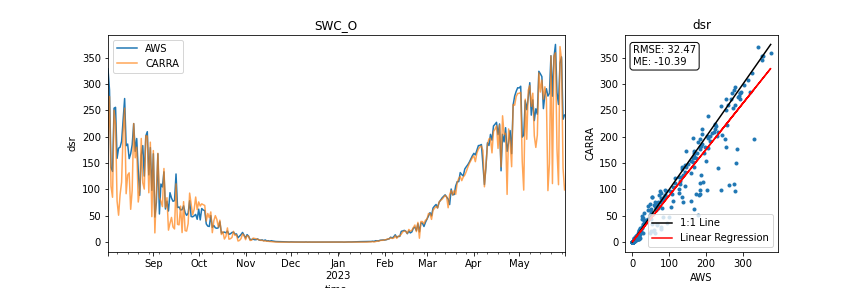 SWC_O
AWS
CARRA
dsr
350
300
250
200
150
100
50
0
Sep
Oct
Nov
Dec
Jan
2023
Feb
Mar
Apr
May
time
dsr
RMSE: 32.47
ME: -10.39
CARRA
350
300
250
200
150
100
50
0
1:1 Line
Linear Regression
0
100
200
300
AWS